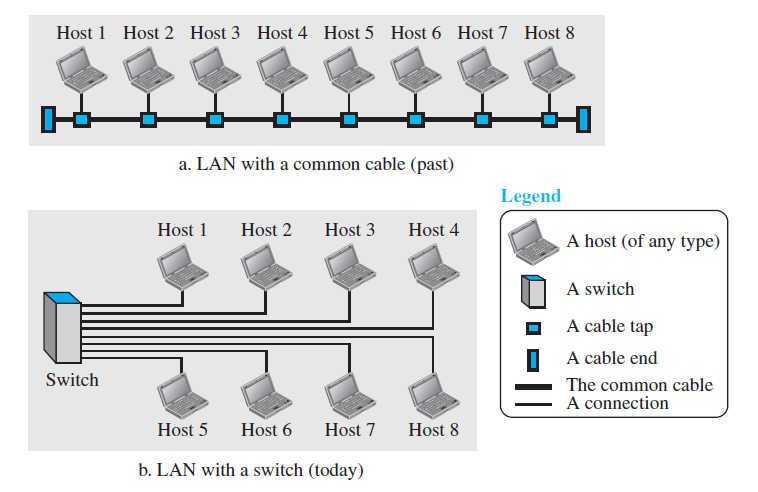 Host 1 Host 2 Host 3 Host 4 Host 5 Host 6 Host 7 Host 8
a. LAN with a common cable (past)
Host 1 Host 2 Host 3 Host 4
Switch
Host 5 Host 6 Host 7 Host 8
b. LAN with a switch (today)
Legend
A host (of any type)
A switch
A cable tap
A cable end
The common cable
A connection